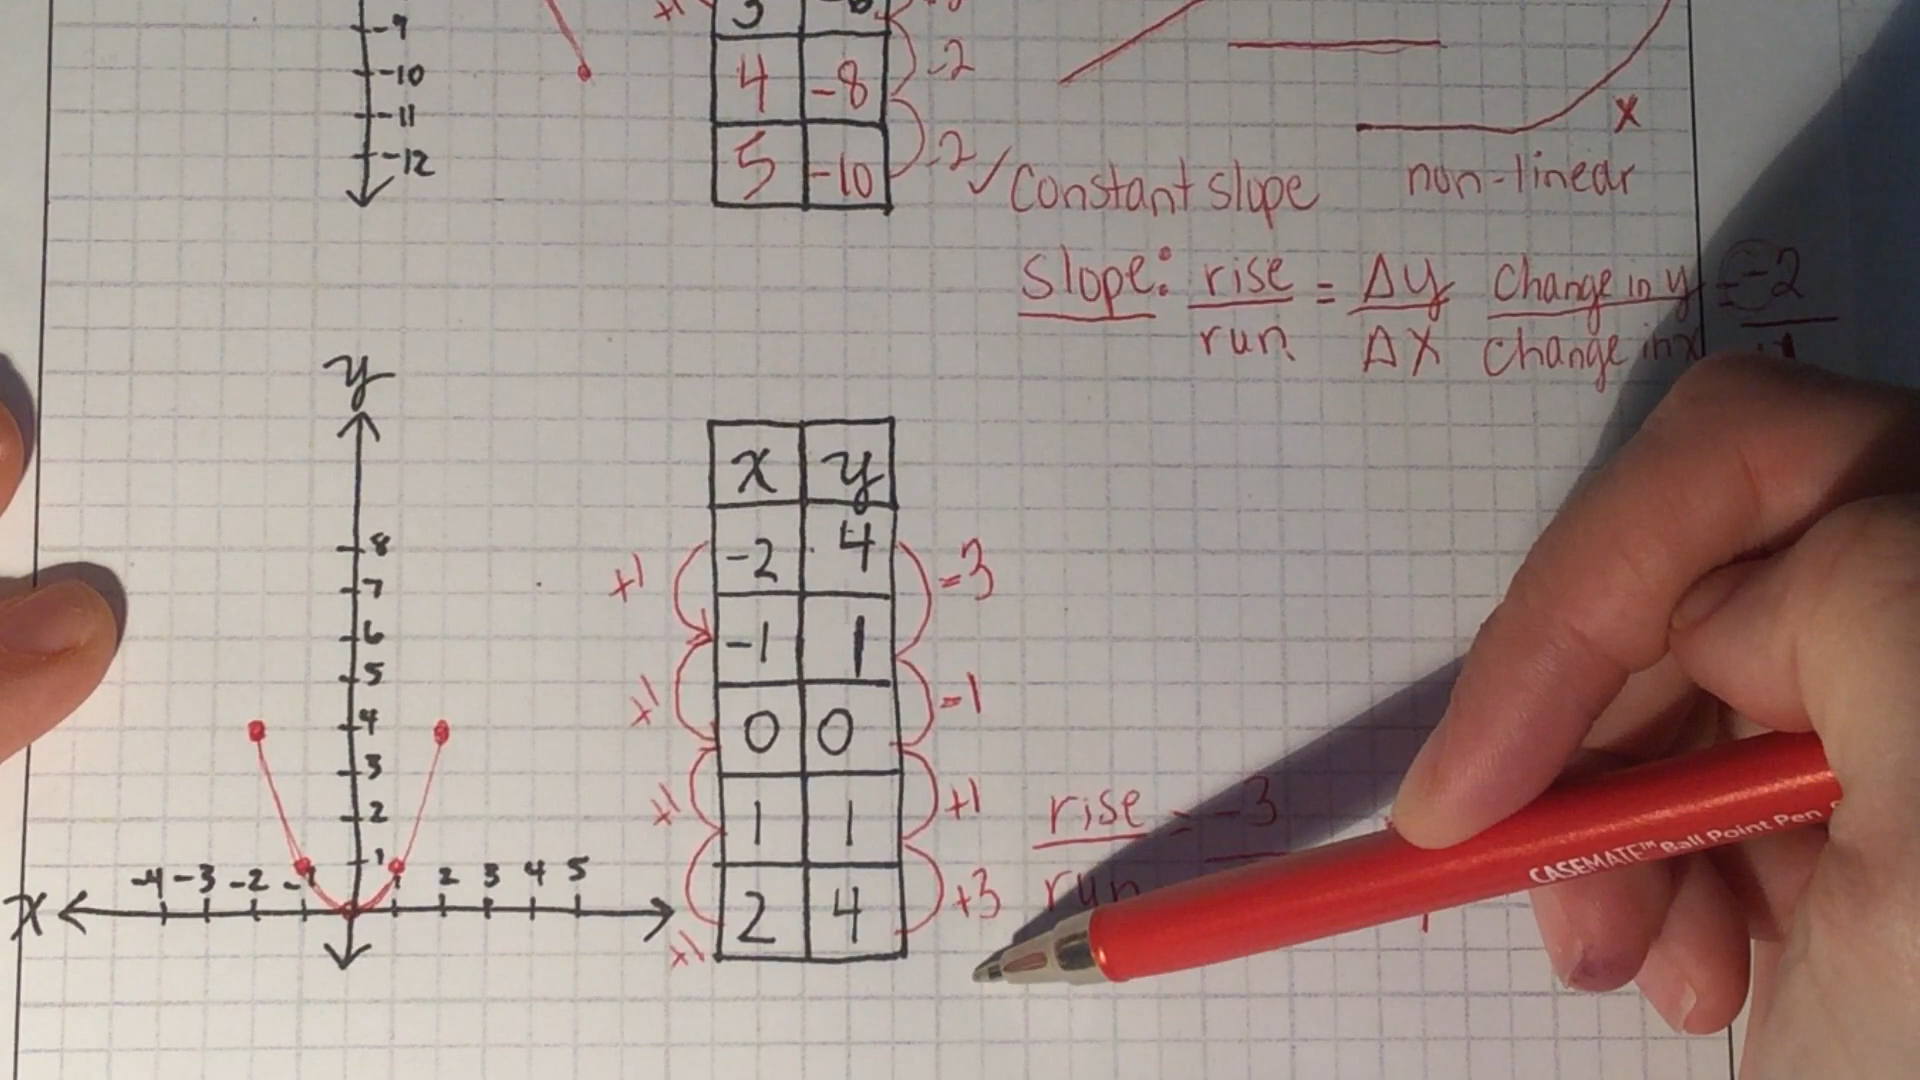 -9
-10
-11
-12
4 -8 -2
5 -10 -2
✓ Constant slope
x
non-linear
Slope: rise = Δy Change in y = -2
run ΔX Change in x 1
y
8
7
6
5
4
3
2
1
-4 -3 -2 -1 1 2 3 4 5
x
x y
-2 4
-1 1
0 0
1 1
2 4
+1
+1
+1
+1
-3
-1
+1
+3
rise = -3
run
CASEMATE™ Ball Point Pen